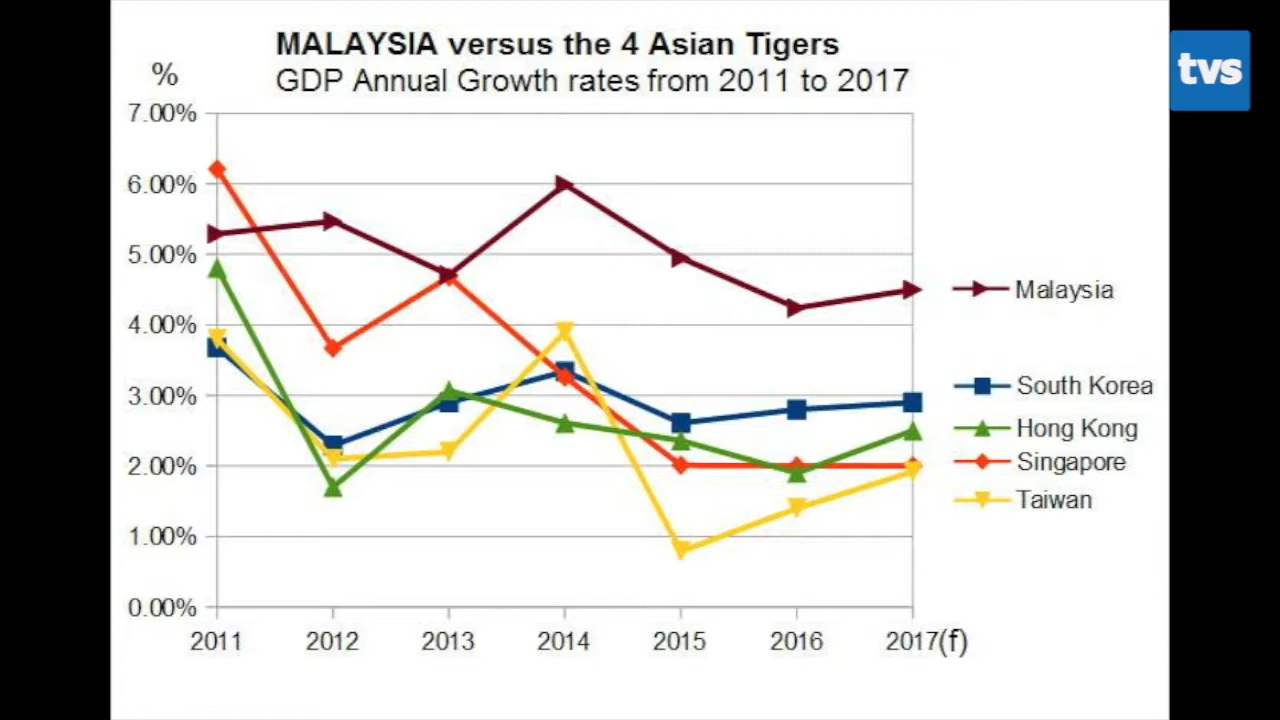 MALAYSIA versus the 4 Asian Tigers
GDP Annual Growth rates from 2011 to 2017
tvs
%
7.00%
6.00%
5.00%
4.00%
3.00%
2.00%
1.00%
0.00%
2011 2012 2013 2014 2015 2016 2017(f)
Malaysia
South Korea
Hong Kong
Singapore
Taiwan